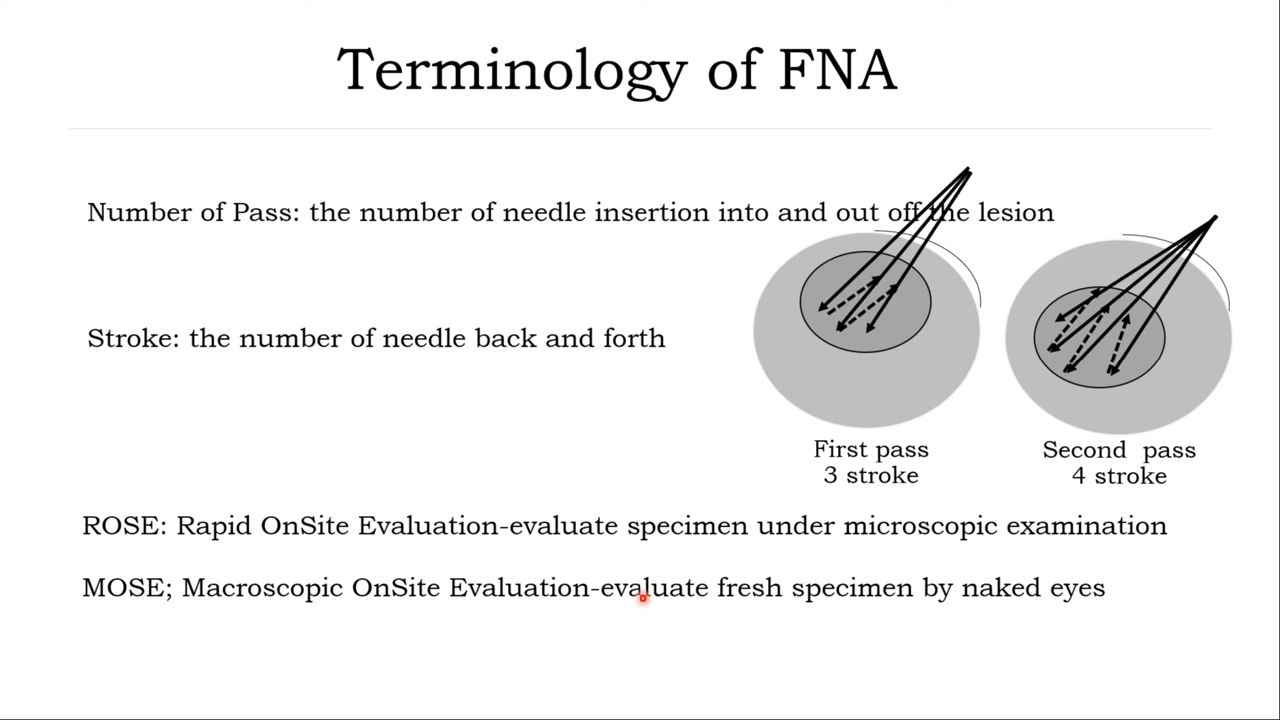 Terminology of FNA
Number of Pass: the number of needle insertion into and out off the lesion
Stroke: the number of needle back and forth
First pass
3 stroke
Second pass
4 stroke
ROSE: Rapid OnSite Evaluation-evaluate specimen under microscopic examination
MOSE; Macroscopic OnSite Evaluation-evaluate fresh specimen by naked eyes